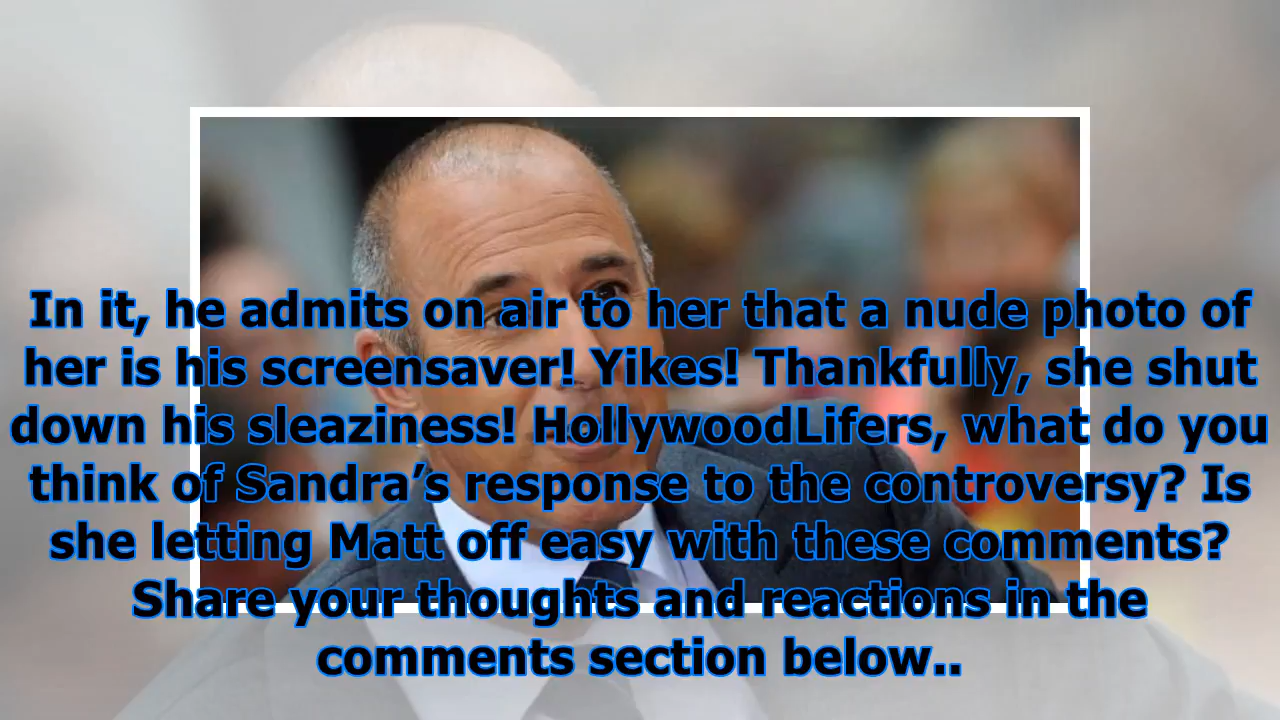 In it, he admits on air to her that a nude photo of
her is his screensaver! Yikes! Thankfully, she shut
down his sleaziness! HollywoodLifers, what do you
think of Sandra’s response to the controversy? Is
she letting Matt off easy with these comments?
Share your thoughts and reactions in the
comments section below..